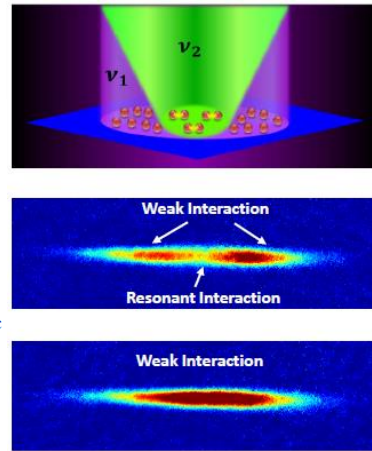 ν₂
ν₁
Weak Interaction
Resonant Interaction
Weak Interaction